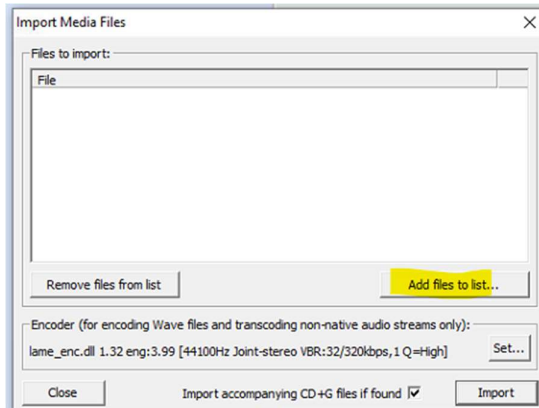 Import Media Files
Files to import:
File
Remove files from list
Add files to list...
Encoder (for encoding Wave files and transcoding non-native audio streams only):
lame_enc.dll 1.32 eng:3.99 [44100Hz Joint-stereo VBR:32/320kbps,1 Q=High]
Set...
Close
Import accompanying CD+G files if found
Import